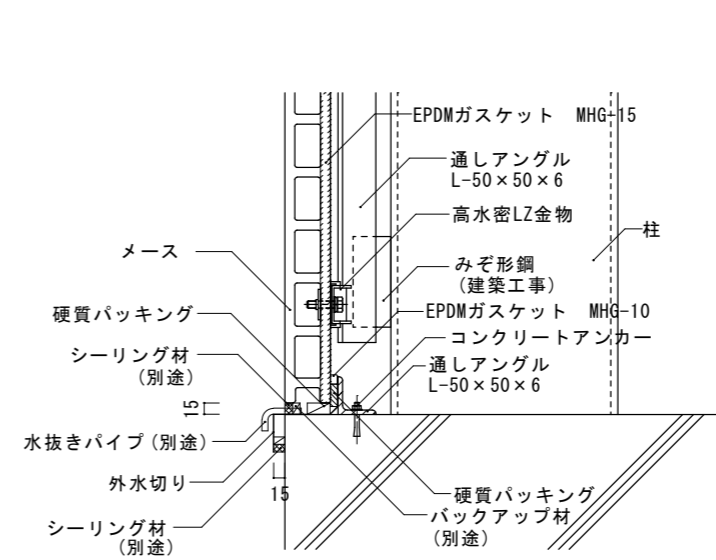 EPDMガスケット MHG-15
通しアングル
L-50×50×6
高水密LZ金物
柱
メース
みぞ形鋼
(建築工事)
硬質パッキング
EPDMガスケット MHG-10
コンクリートアンカー
シーリング材
(別途)
通しアングル
L-50×50×6
15
水抜きパイプ(別途)
外水切り
15
硬質パッキング
バックアップ材
(別途)
シーリング材
(別途)